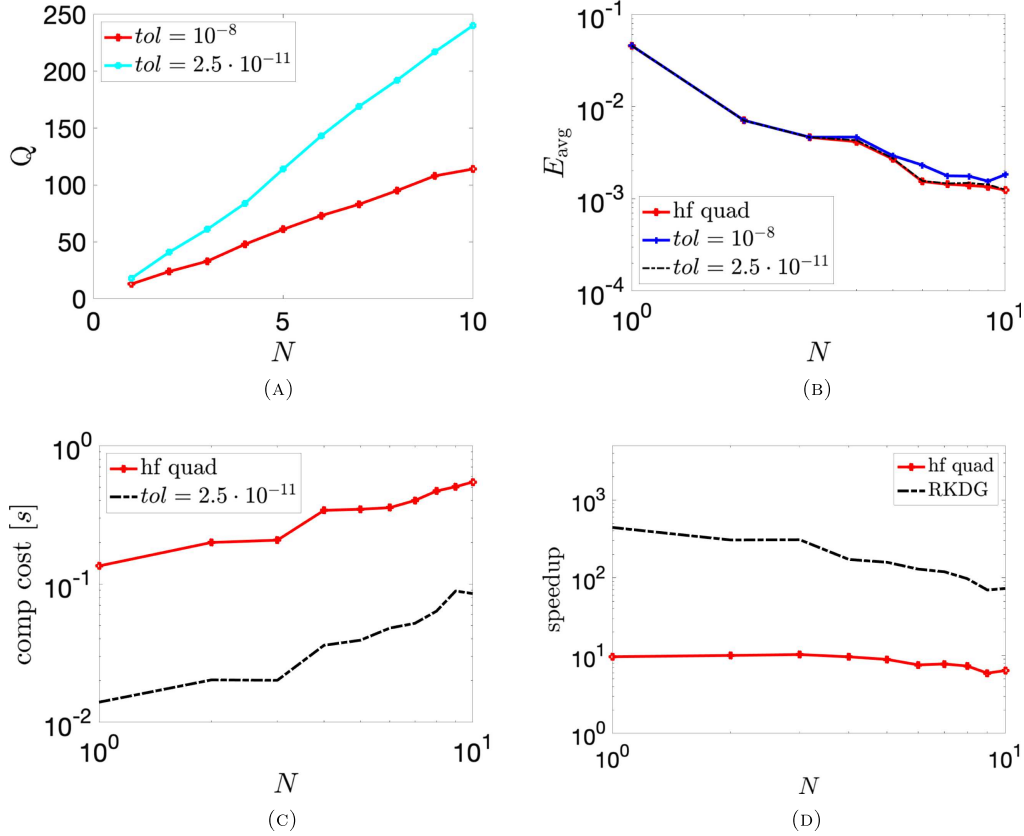 250
200
150
100
50
0
Q
tol = 10^{-8}
tol = 2.5 · 10^{-11}
0 5 10
N
(A)
10^{-1}
10^{-2}
10^{-3}
10^{-4}
E_{avg}
hf quad
tol = 10^{-8}
tol = 2.5 · 10^{-11}
10^{0} 10^{1}
N
(B)
10^{0}
10^{-1}
10^{-2}
comp cost [s]
hf quad
tol = 2.5 · 10^{-11}
10^{0} 10^{1}
N
(C)
10^{3}
10^{2}
10^{1}
10^{0}
speedup
hf quad
RKDG
10^{0} 10^{1}
N
(D)